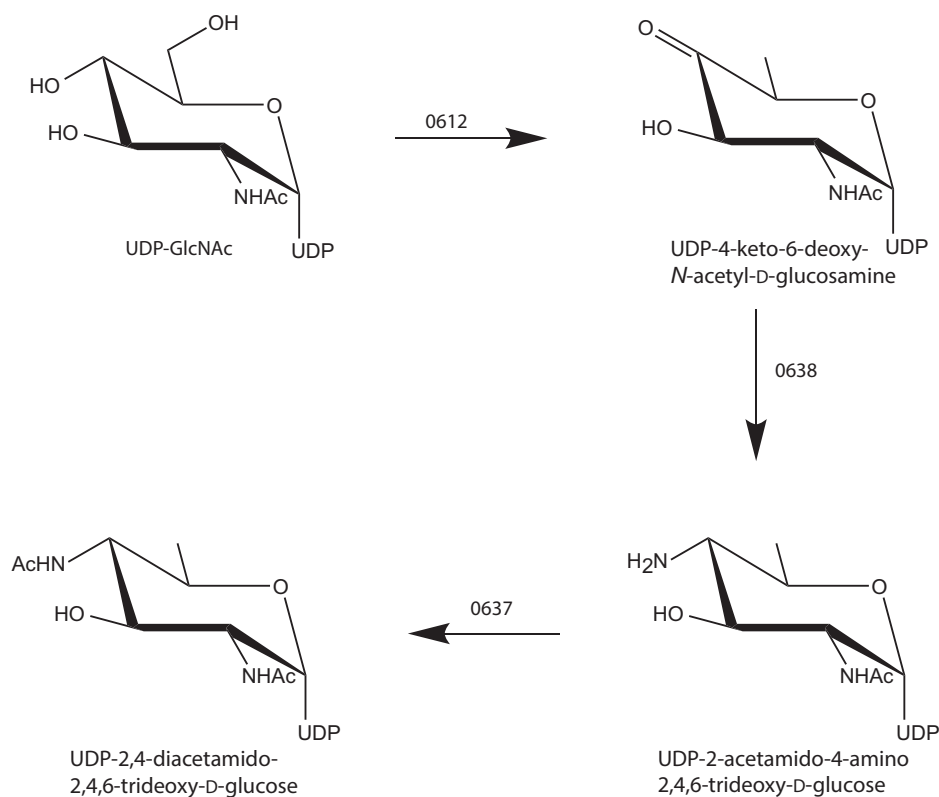 OH
HO
O
HO
NHAc
UDP
UDP-GlcNAc
0612
O
O
HO
NHAc
UDP
UDP-4-keto-6-deoxy-
N-acetyl-D-glucosamine
0638
H2N
O
HO
NHAc
UDP
UDP-2-acetamido-4-amino
2,4,6-trideoxy-D-glucose
0637
AcHN
O
HO
NHAc
UDP
UDP-2,4-diacetamido-
2,4,6-trideoxy-D-glucose